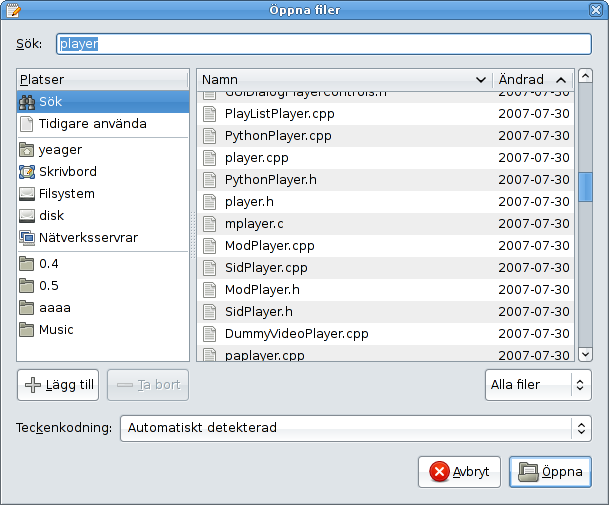 Öppna filer
Sök: player
Platser
Sök
Tidigare använda
yeager
Skrivbord
Filsystem
disk
Nätverksservrar
0.4
0.5
aaaa
Music
Namn Ändrad
GUIDialogPlayerControls.h 2007-07-30
PlayListPlayer.cpp 2007-07-30
PythonPlayer.cpp 2007-07-30
player.cpp 2007-07-30
PythonPlayer.h 2007-07-30
player.h 2007-07-30
mplayer.c 2007-07-30
ModPlayer.cpp 2007-07-30
SidPlayer.cpp 2007-07-30
ModPlayer.h 2007-07-30
SidPlayer.h 2007-07-30
DummyVideoPlayer.cpp 2007-07-30
paplayer.cpp 2007-07-30
Lägg till Ta bort Alla filer
Teckenkodning: Automatiskt detekterad
Avbryt Öppna